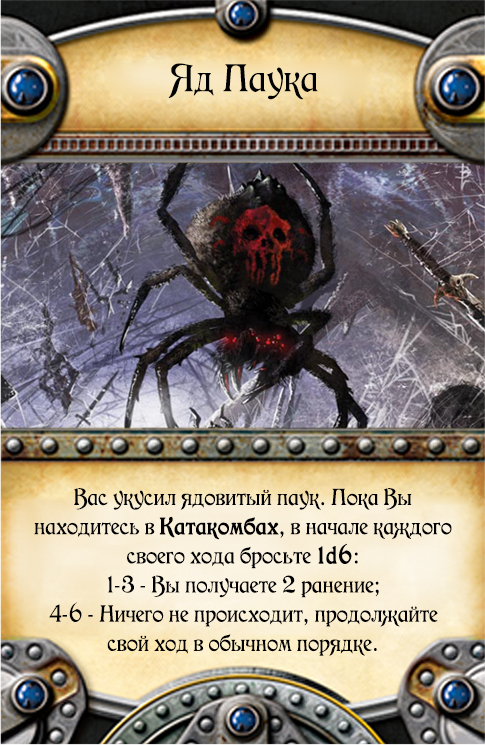 Яд Паука
Вас укусил ядовитый паук. Пока Вы
находитесь в Катакомбах, в начале каждого
своего хода бросьте 1d6:
1-3 - Вы получаете 2 ранение;
4-6 - Ничего не происходит, продолжайте
свой ход в обычном порядке.